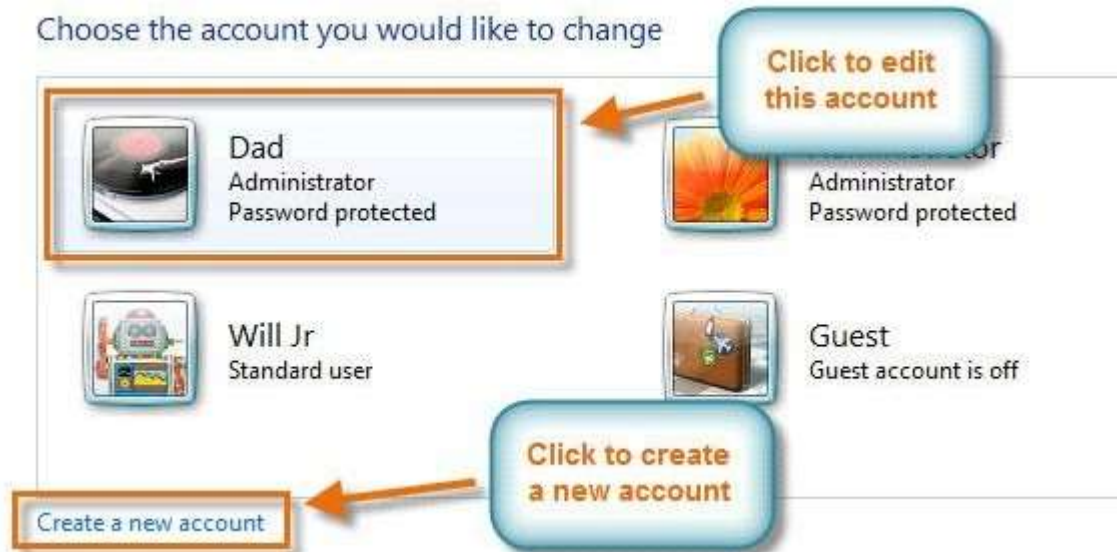 Choose the account you would like to change
Click to edit
this account
Dad
Administrator
Password protected
Administrator
Password protected
Will Jr
Standard user
Guest
Guest account is off
Click to create
a new account
Create a new account